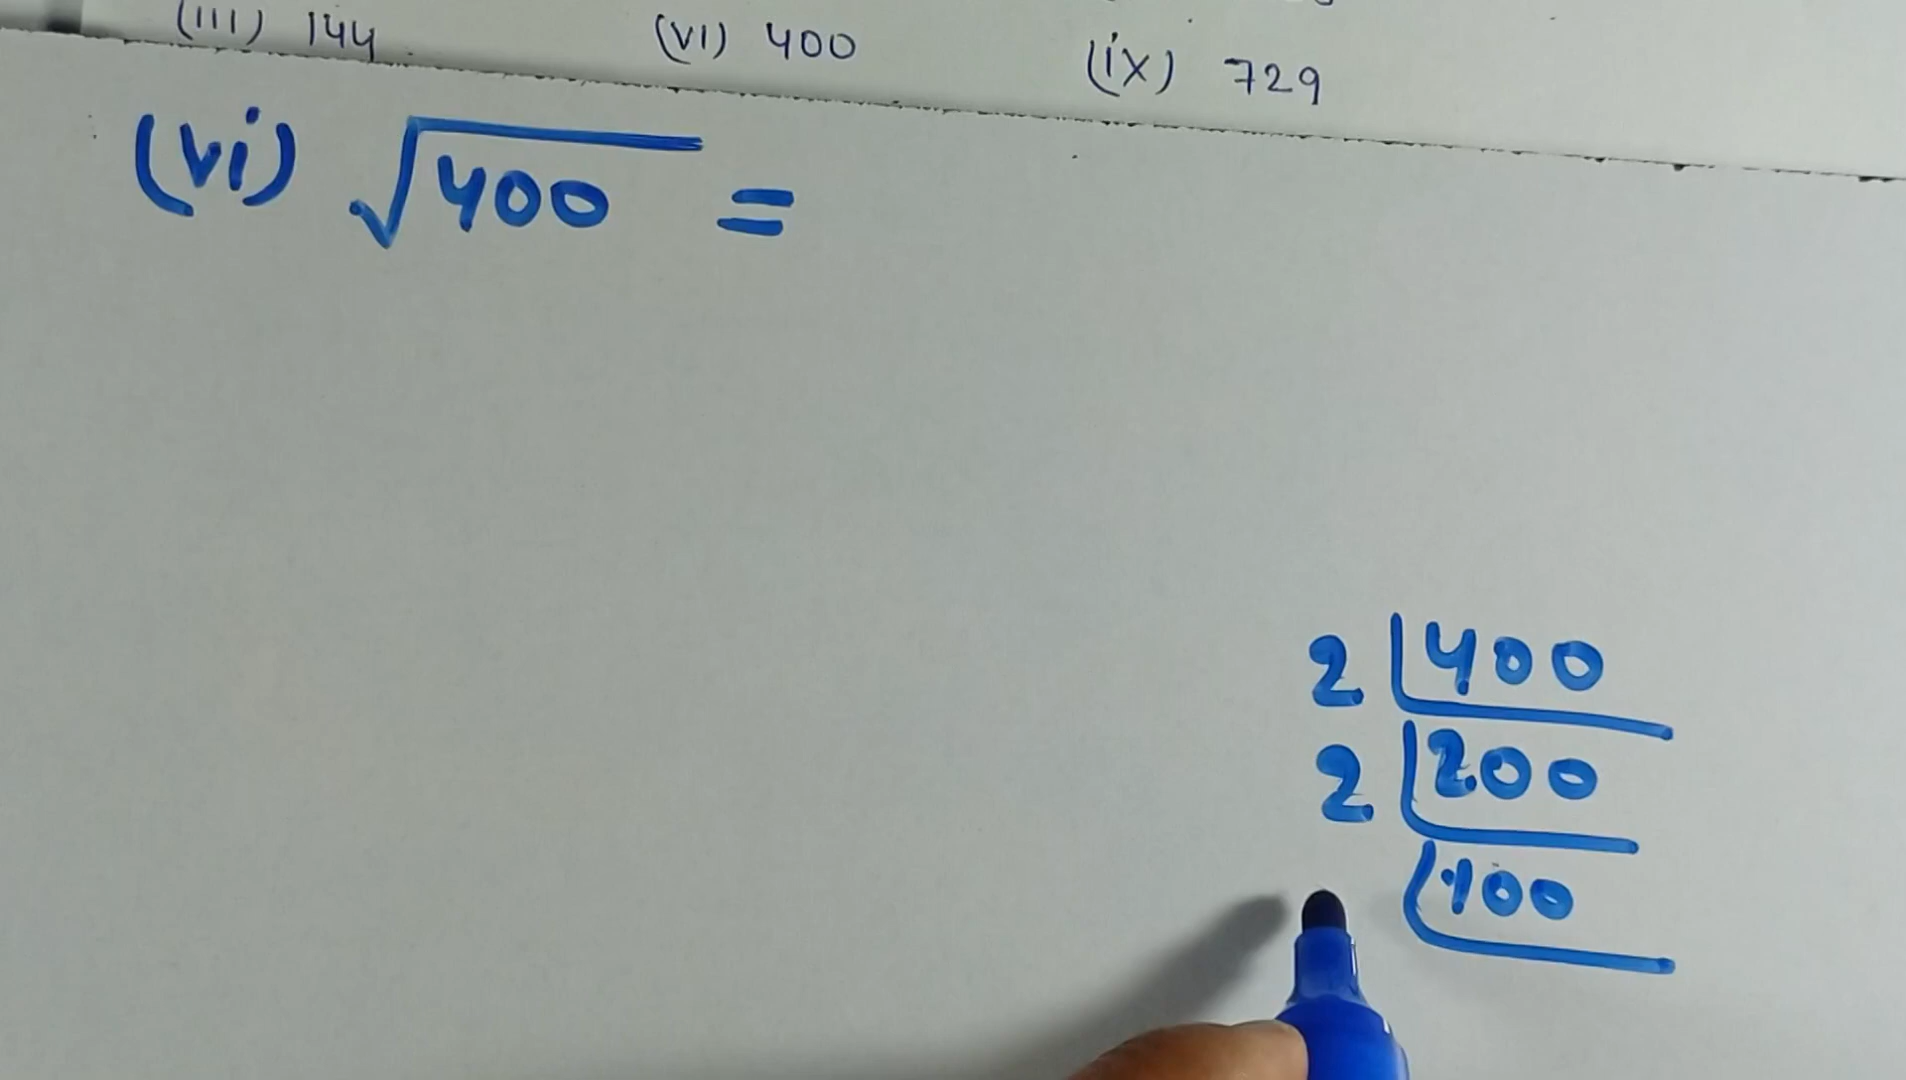 (iii) 144 (vi) 400 (ix) 729
(vi) √400 =
2 400
2 200
100